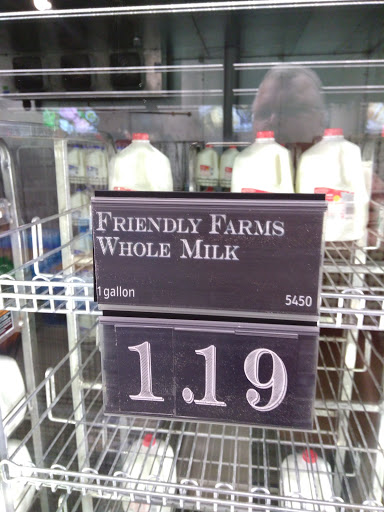 FRIENDLY FARMS
WHOLE MILK
1 gallon
5450
1.19